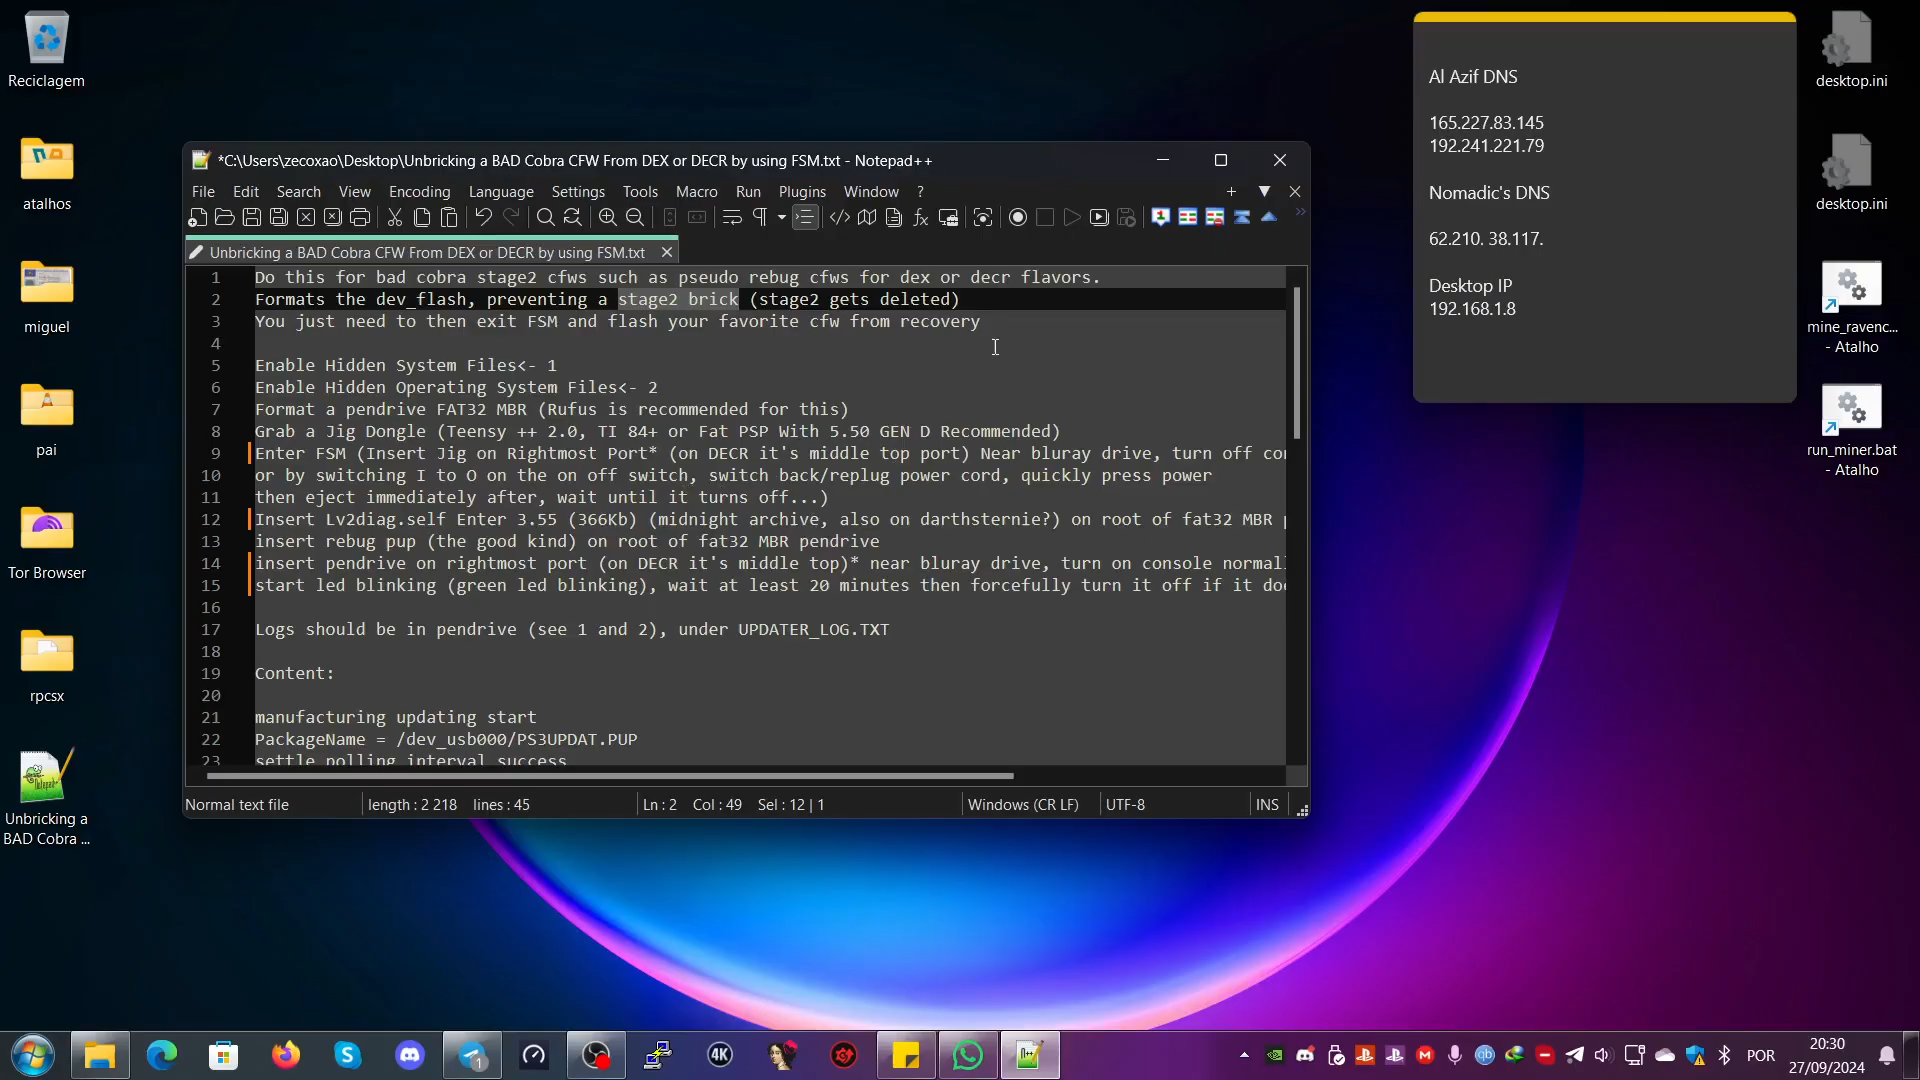 Reciclagem
atalhos
miguel
pai
Tor Browser
rpcsx
Unbricking a
BAD Cobra ...
*C:\Users\zecoxao\Desktop\Unbricking a BAD Cobra CFW From DEX or DECR by using FSM.txt - Notepad++
File Edit Search View Encoding Language Settings Tools Macro Run Plugins Window ?
Unbricking a BAD Cobra CFW From DEX or DECR by using FSM.txt
1 Do this for bad cobra stage2 cfws such as pseudo rebug cfws for dex or decr flavors.
2 Formats the dev_flash, preventing a stage2 brick (stage2 gets deleted)
3 You just need to then exit FSM and flash your favorite cfw from recovery
4
5 Enable Hidden System Files<- 1
6 Enable Hidden Operating System Files<- 2
7 Format a pendrive FAT32 MBR (Rufus is recommended for this)
8 Grab a Jig Dongle (Teensy ++ 2.0, TI 84+ or Fat PSP With 5.50 GEN D Recommended)
9 Enter FSM (Insert Jig on Rightmost Port* (on DECR it's middle top port) Near bluray drive, turn off
10 or by switching I to O on the on off switch, switch back/replug power cord, quickly press power
11 then eject immediately after, wait until it turns off...)
12 Insert Lv2diag.self Enter 3.55 (366Kb) (midnight archive, also on darthsternie?) on root of fat32 MBR
13 insert rebug pup (the good kind) on root of fat32 MBR pendrive
14 insert pendrive on rightmost port (on DECR it's middle top)* near bluray drive, turn on console
15 start led blinking (green led blinking), wait at least 20 minutes then forcefully turn it off if it
16
17 Logs should be in pendrive (see 1 and 2), under UPDATER_LOG.TXT
18
19 Content:
20
21 manufacturing updating start
22 PackageName = /dev_usb000/PS3UPDAT.PUP
23 settle polling interval success
Normal text file length : 2 218 lines : 45 Ln : 2 Col : 49 Sel : 12 | 1 Windows (CR LF) UTF-8 INS
Al Azif DNS
165.227.83.145
192.241.221.79
Nomadic's DNS
62.210. 38.117.
Desktop IP
192.168.1.8
desktop.ini
desktop.ini
mine_ravenc...
- Atalho
run_miner.bat
- Atalho
1
4K
POR
20:30
27/09/2024